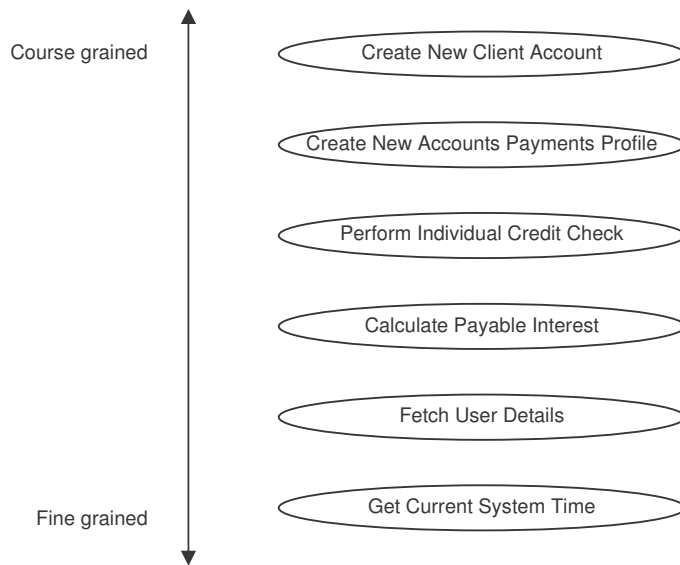 Course grained
Create New Client Account
Create New Accounts Payments Profile
Perform Individual Credit Check
Calculate Payable Interest
Fetch User Details
Fine grained
Get Current System Time